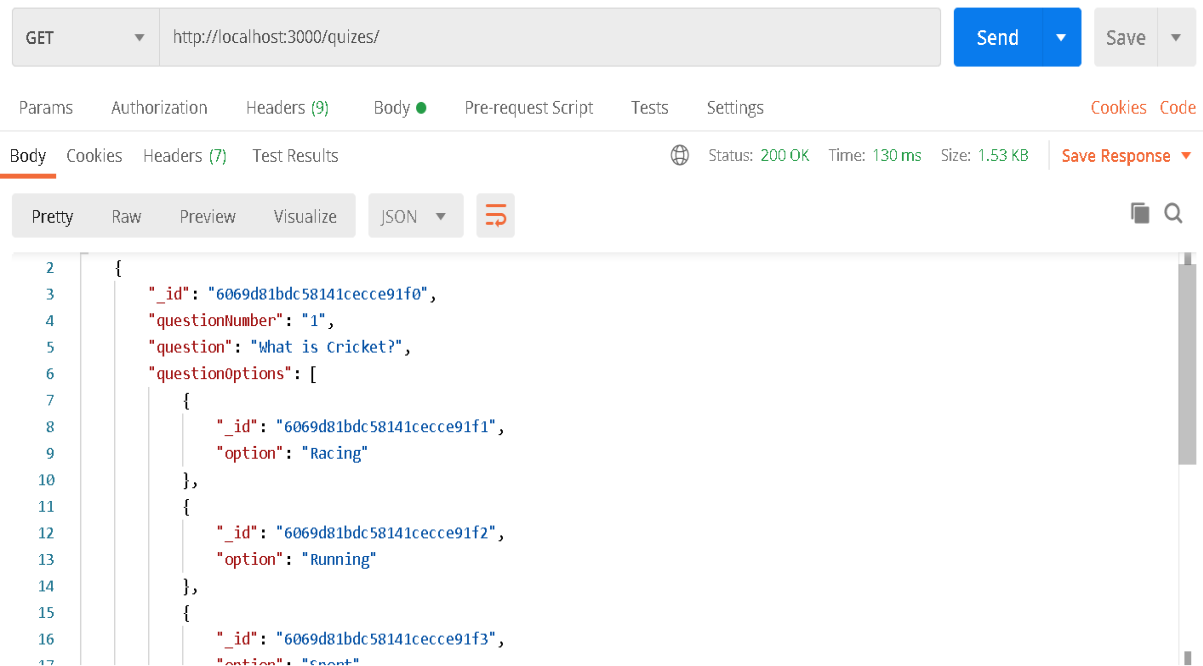 GET http://localhost:3000/quizes/ Send Save
Params Authorization Headers (9) Body Pre-request Script Tests Settings Cookies Code
Body Cookies Headers (7) Test Results Status: 200 OK Time: 130 ms Size: 1.53 KB Save Response
Pretty Raw Preview Visualize JSON
2 {
3 "_id": "6069d81bdc58141cecce91f0",
4 "questionNumber": "1",
5 "question": "What is Cricket?",
6 "questionOptions": [
7 {
8 "_id": "6069d81bdc58141cecce91f1",
9 "option": "Racing"
10 },
11 {
12 "_id": "6069d81bdc58141cecce91f2",
13 "option": "Running"
14 },
15 {
16 "_id": "6069d81bdc58141cecce91f3",
17 "option": "Sport"